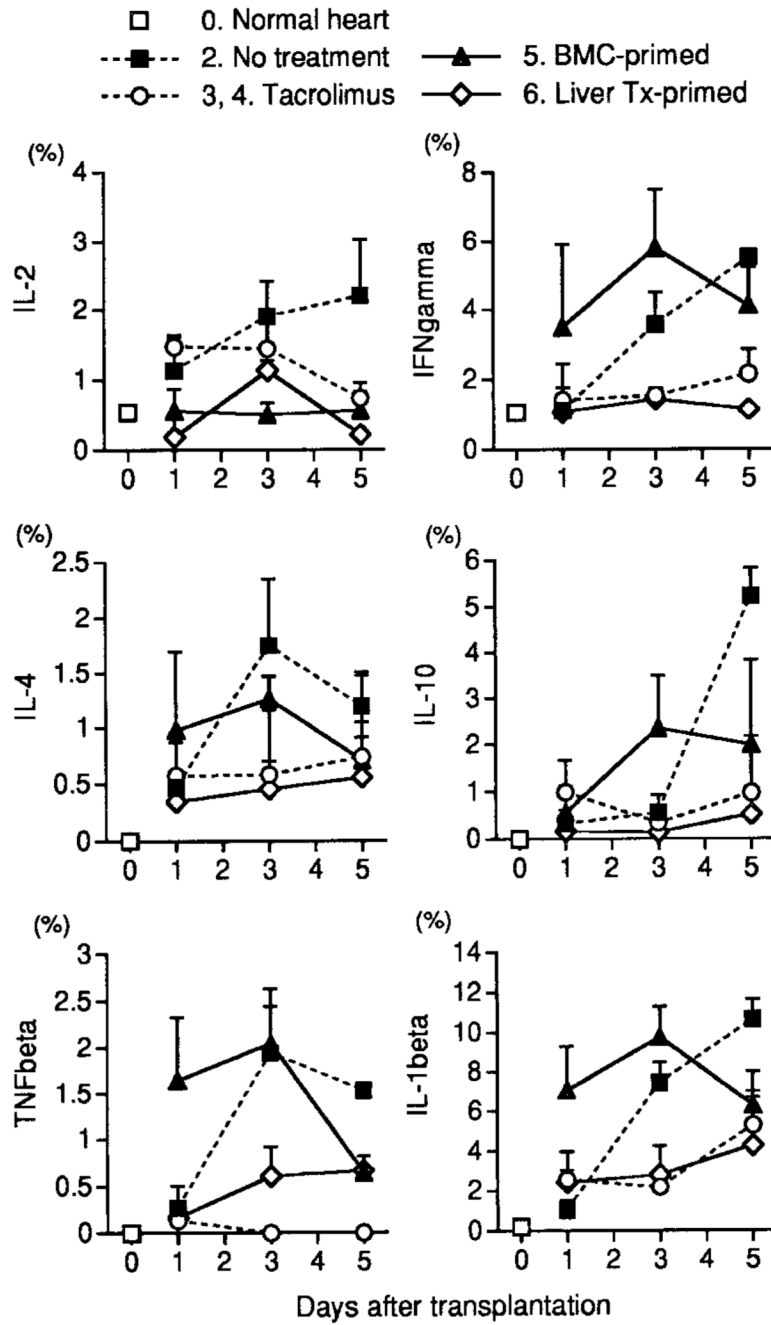 0. Normal heart
2. No treatment 5. BMC-primed
3, 4. Tacrolimus 6. Liver Tx-primed
(%) (%)
IL-2
4
3
2
1
0
0 1 2 3 4 5
IFNgamma
8
6
4
2
0
0 1 2 3 4 5
(%) (%)
IL-4
2.5
2
1.5
1
0.5
0
0 1 2 3 4 5
IL-10
6
5
4
3
2
1
0
0 1 2 3 4 5
(%) (%)
TNFbeta
3
2.5
2
1.5
1
0.5
0
0 1 2 3 4 5
IL-1beta
14
12
10
8
6
4
2
0
0 1 2 3 4 5
Days after transplantation